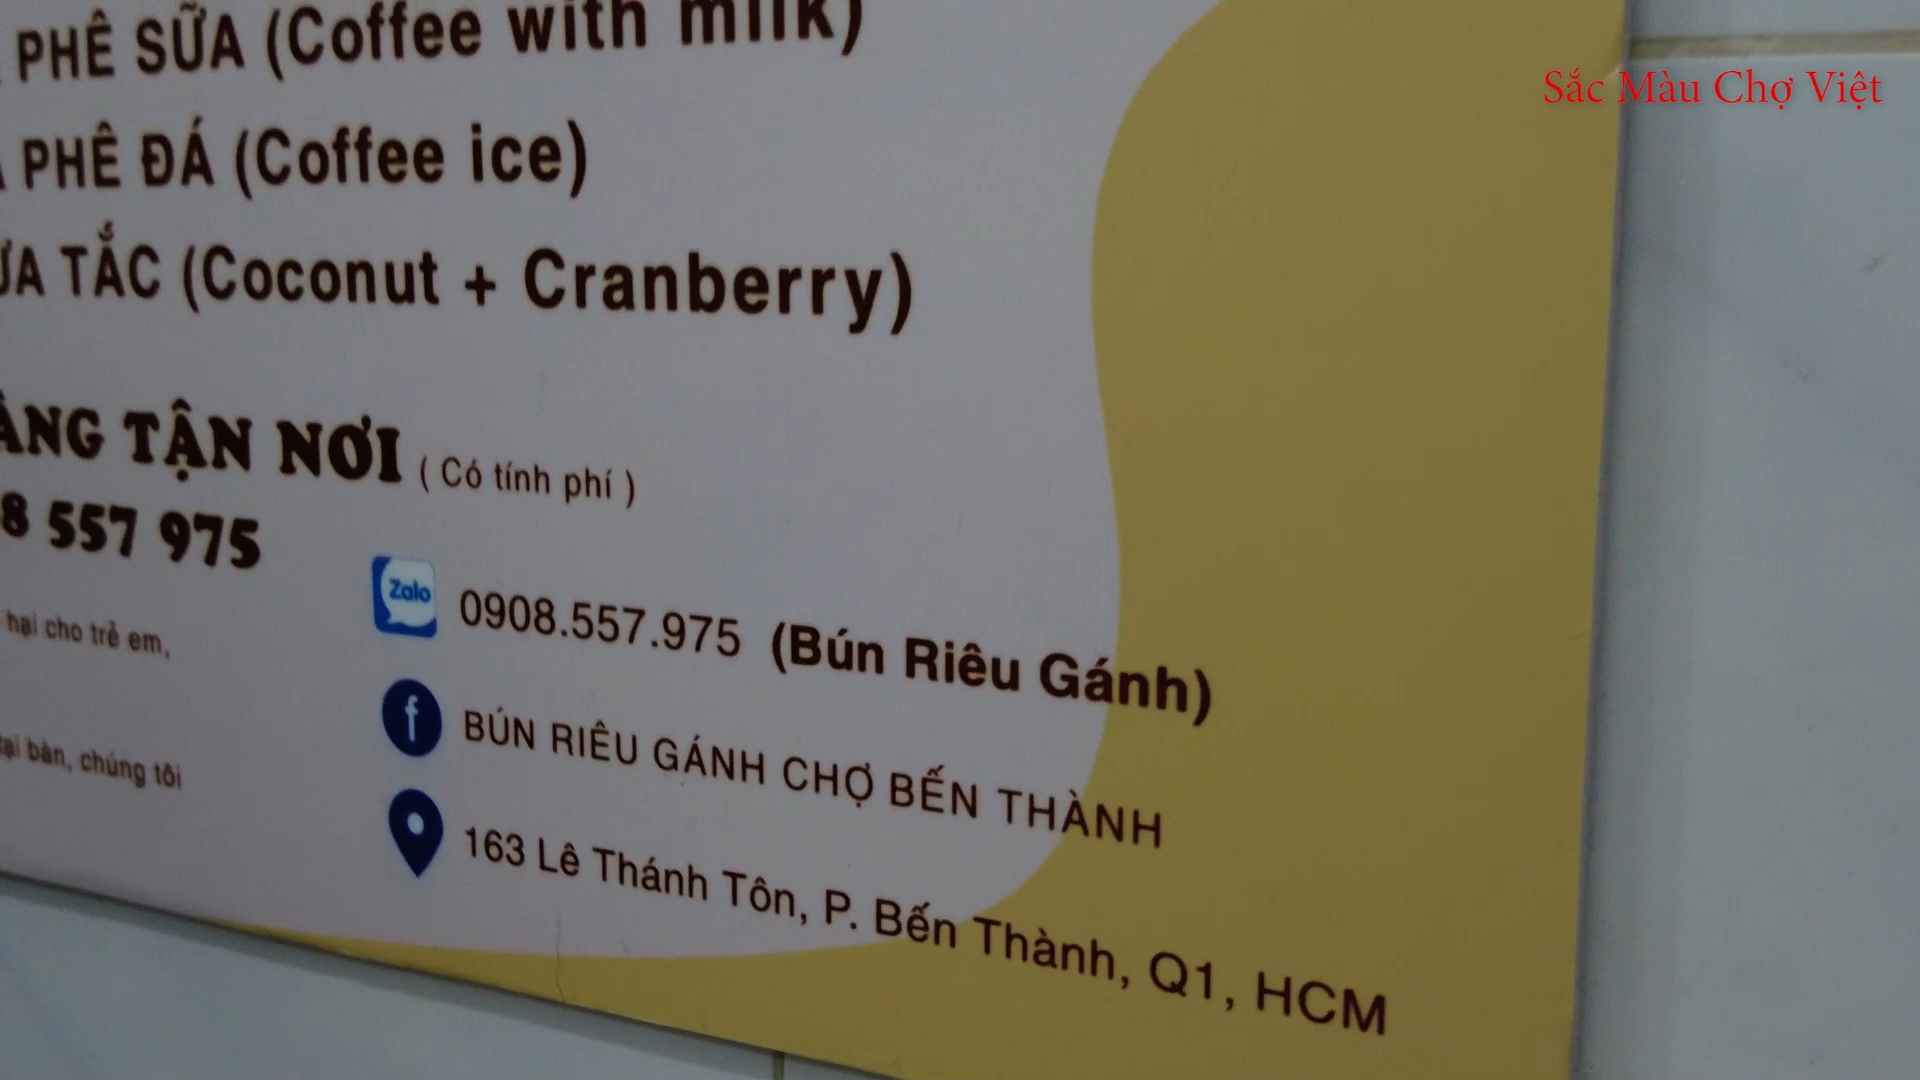 Sắc Màu Chợ Việt
PHÊ SỮA (Coffee with milk)
PHÊ ĐÁ (Coffee ice)
TẮC (Coconut + Cranberry)
TẬN NƠI ( Có tính phí )
8 557 975
hại cho trẻ em,
tại bàn, chúng tôi
Zalo 0908.557.975 (Bún Riêu Gánh)
f BÚN RIÊU GÁNH CHỢ BẾN THÀNH
163 Lê Thánh Tôn, P. Bến Thành, Q1, HCM